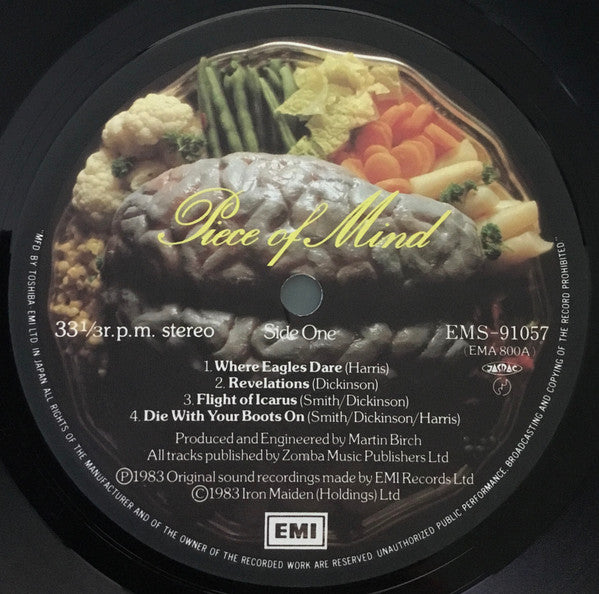 Piece of Mind
33⅓r.p.m. stereo
Side One
EMS-91057
(EMA 800A)
JASRAC
1. Where Eagles Dare (Harris)
2. Revelations (Dickinson)
3. Flight of Icarus (Smith/Dickinson)
4. Die With Your Boots On (Smith/Dickinson/Harris)
Produced and Engineered by Martin Birch
All tracks published by Zomba Music Publishers Ltd
Ⓟ1983 Original sound recordings made by EMI Records Ltd
©1983 Iron Maiden (Holdings) Ltd
EMI
"MFD BY TOSHIBA EMI LTD IN JAPAN ALL RIGHTS OF THE MANUFACTURER AND OF THE OWNER OF THE RECORDED WORK ARE RESERVED. UNAUTHORIZED PUBLIC PERFORMANCE, BROADCASTING AND COPYING OF THE RECORD PROHIBITED"